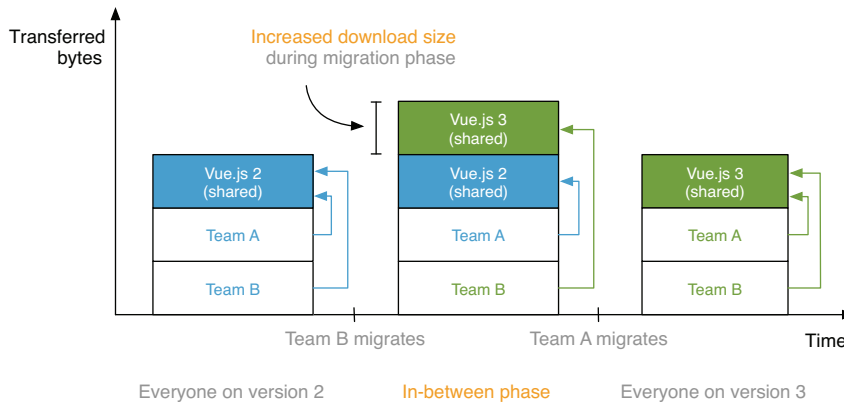 Transferred
bytes
Increased download size
during migration phase
Vue.js 2
(shared)
Team A
Team B
Vue.js 3
(shared)
Vue.js 2
(shared)
Team A
Team B
Vue.js 3
(shared)
Team A
Team B
Team B migrates
Team A migrates
Time
Everyone on version 2
In-between phase
Everyone on version 3